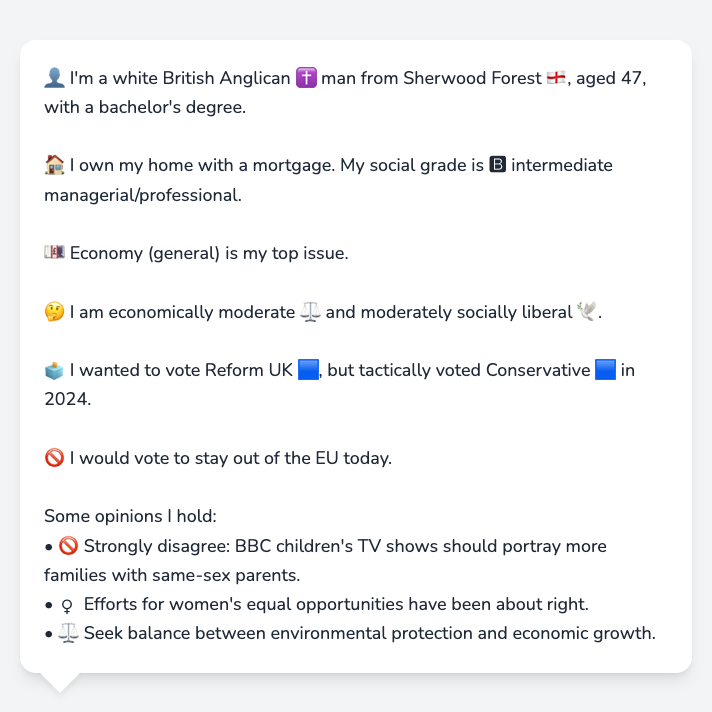 👤 I'm a white British Anglican ✝️ man from Sherwood Forest 🏴󠁧󠁢󠁥󠁮󠁧󠁿, aged 47,
with a bachelor's degree.
🏠 I own my home with a mortgage. My social grade is 🅱 intermediate
managerial/professional.
💷 Economy (general) is my top issue.
🤔 I am economically moderate ⚖️ and moderately socially liberal 🕊️.
🗳️ I wanted to vote Reform UK 🟦, but tactically voted Conservative 🟦 in
2024.
🚫 I would vote to stay out of the EU today.
Some opinions I hold:
• 🚫 Strongly disagree: BBC children's TV shows should portray more
families with same-sex parents.
• ♀ Efforts for women's equal opportunities have been about right.
• ⚖️ Seek balance between environmental protection and economic growth.